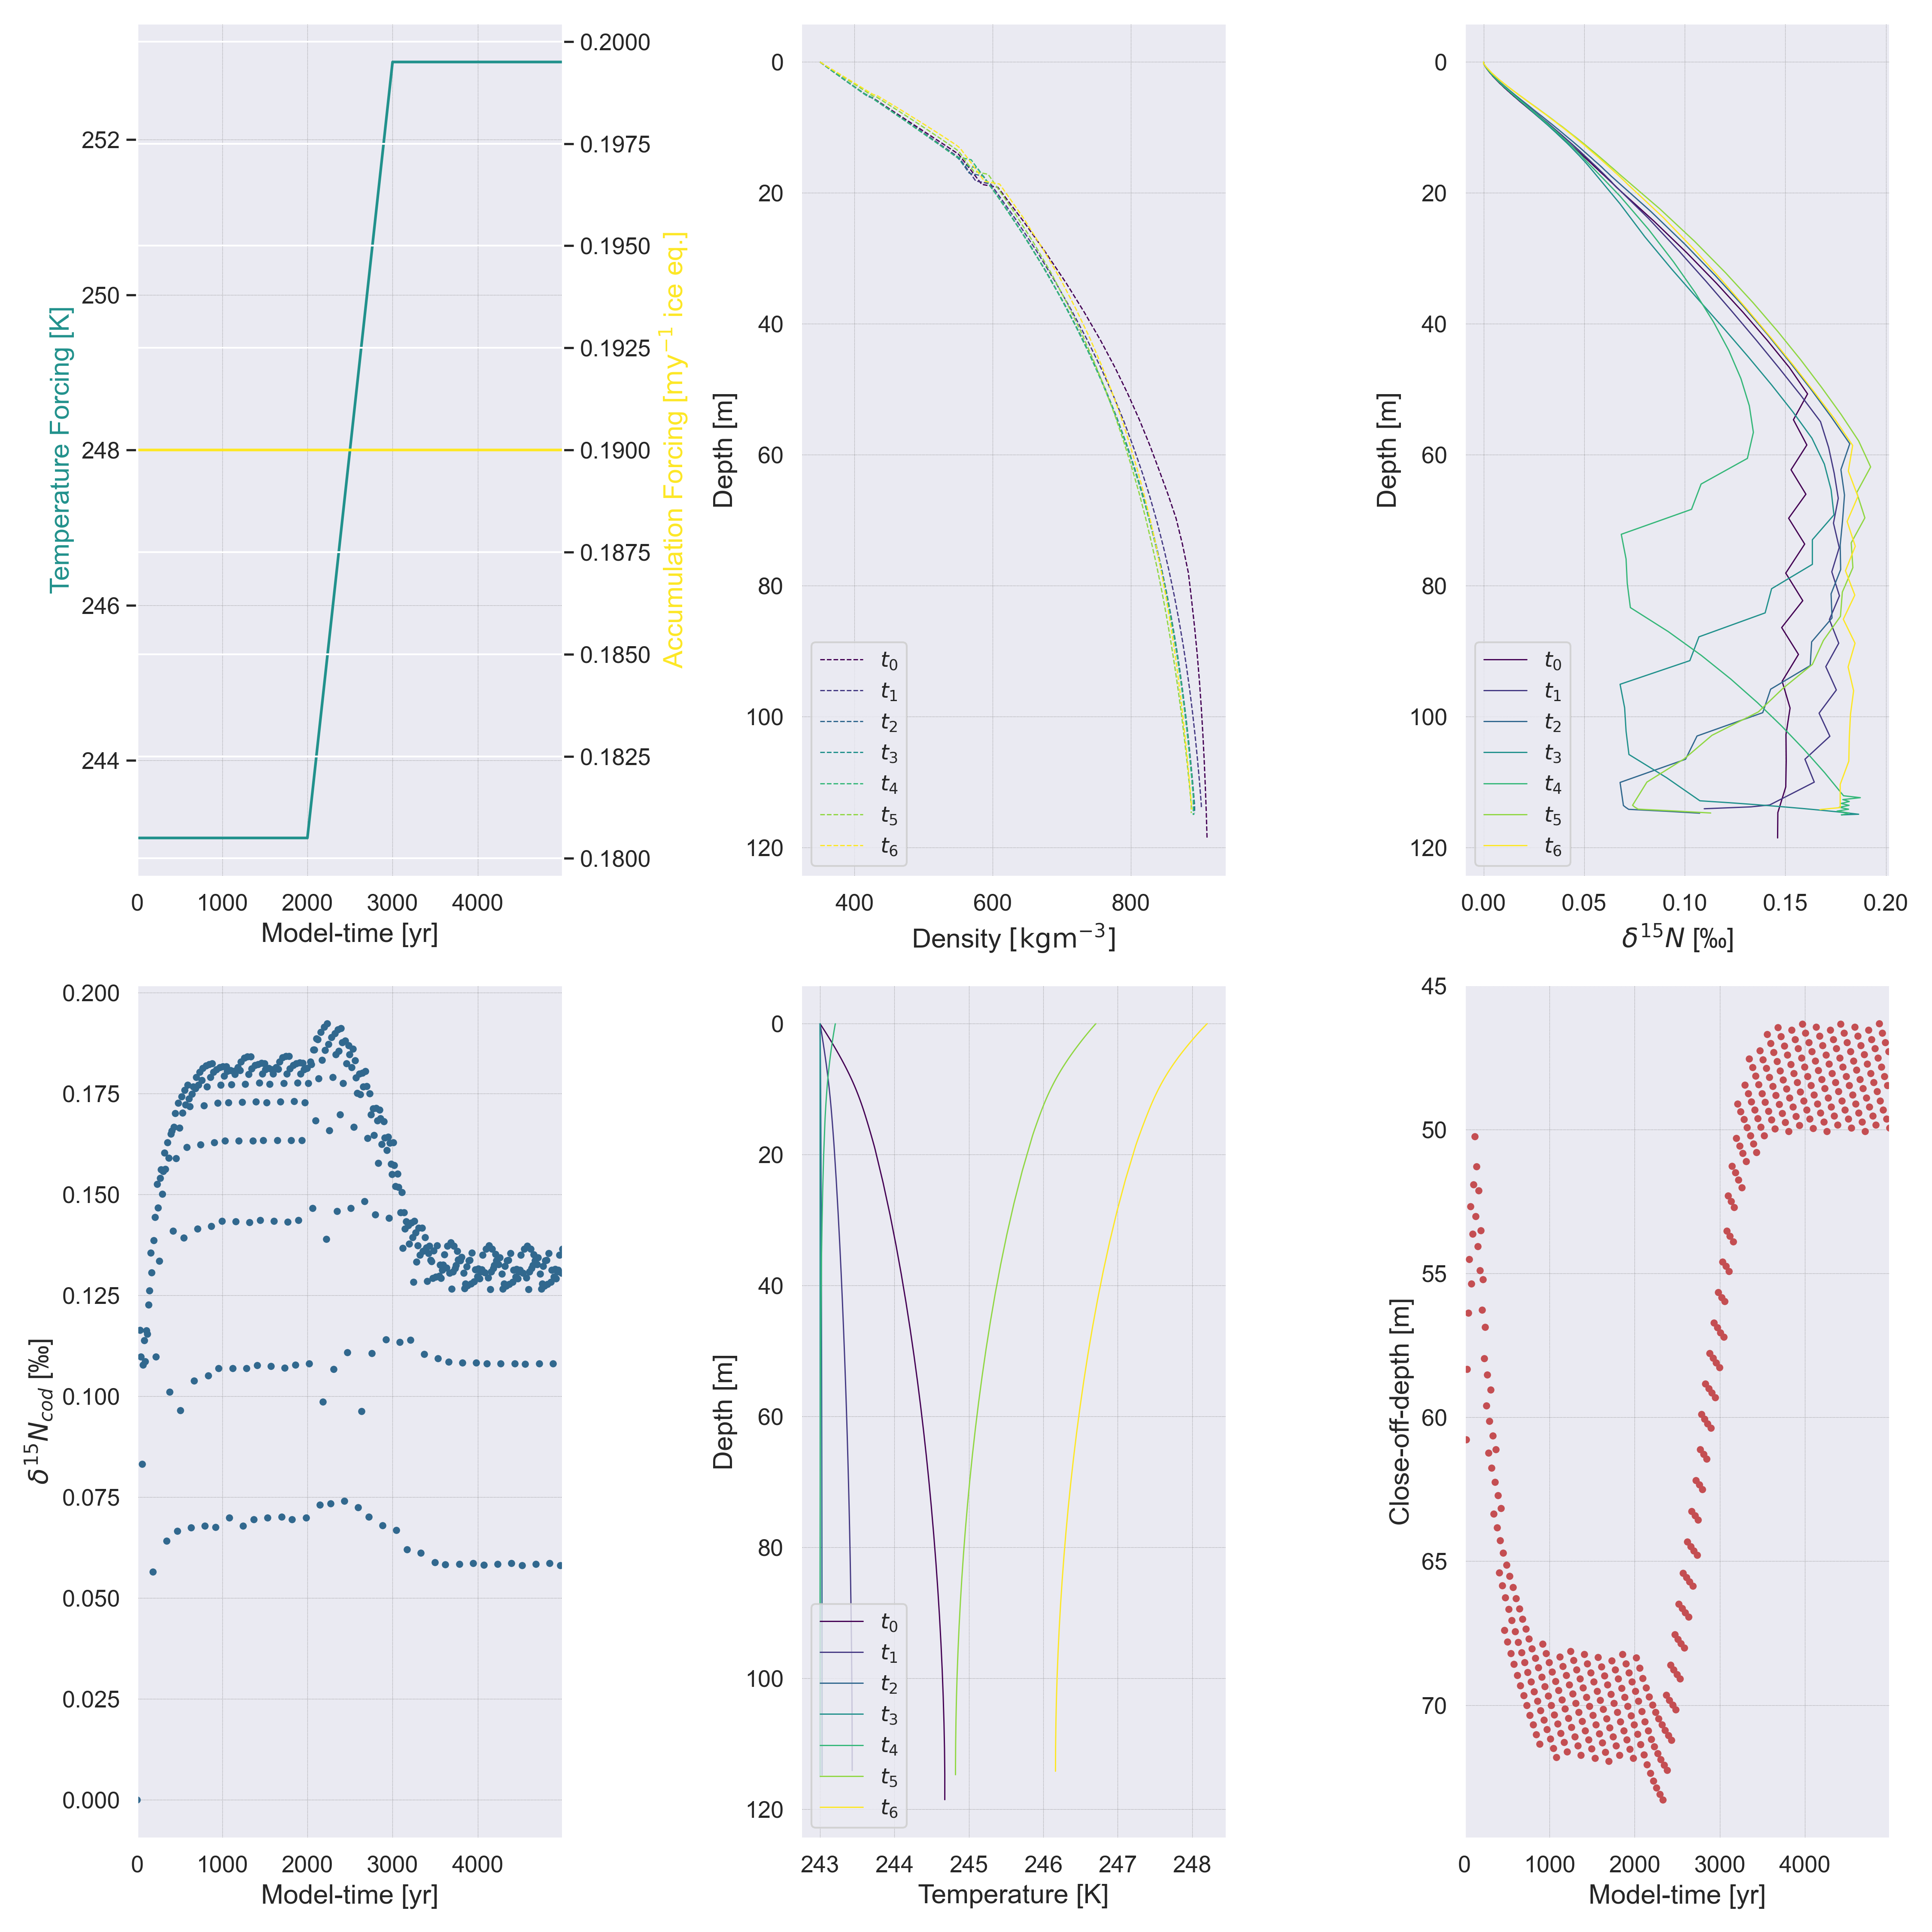 252
250
248
246
244
Temperature Forcing [K]
0.2000
0.1975
0.1950
0.1925
0.1900
0.1875
0.1850
0.1825
0.1800
Accumulation Forcing [my⁻¹ ice eq.]
0 1000 2000 3000 4000
Model-time [yr]
0
20
40
60
80
100
120
Depth [m]
t₀
t₁
t₂
t₃
t₄
t₅
t₆
400 600 800
Density [kgm⁻³]
0
20
40
60
80
100
120
Depth [m]
t₀
t₁
t₂
t₃
t₄
t₅
t₆
0.00 0.05 0.10 0.15 0.20
δ¹⁵N [‰]
0.200
0.175
0.150
0.125
0.100
0.075
0.050
0.025
0.000
δ¹⁵N_cod [‰]
0 1000 2000 3000 4000
Model-time [yr]
0
20
40
60
80
100
120
Depth [m]
t₀
t₁
t₂
t₃
t₄
t₅
t₆
243 244 245 246 247 248
Temperature [K]
45
50
55
60
65
70
Close-off-depth [m]
0 1000 2000 3000 4000
Model-time [yr]